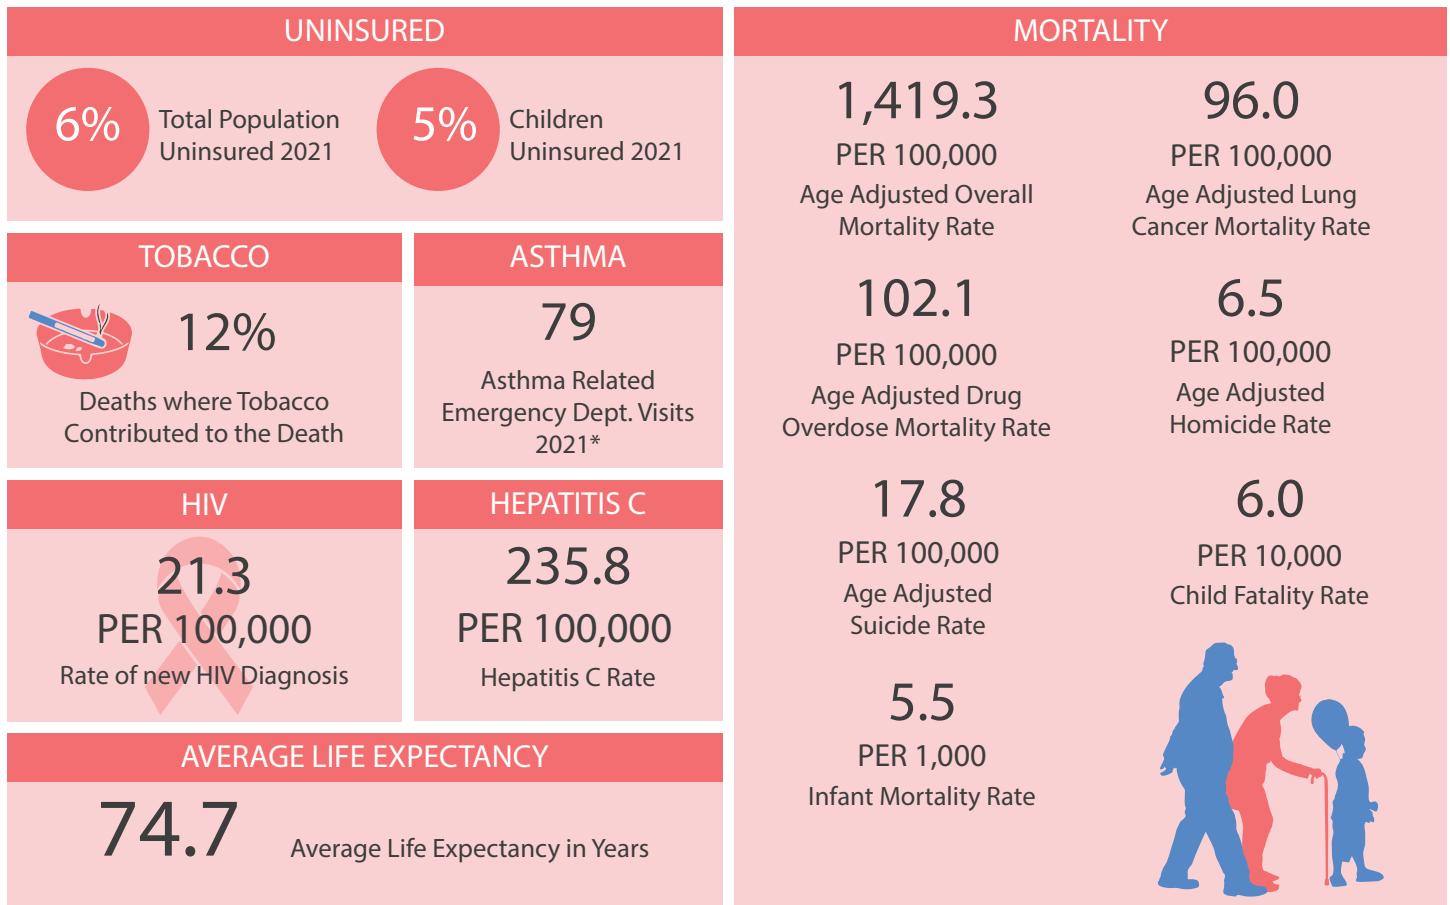 UNINSURED
6%
Total Population
Uninsured 2021
5%
Children
Uninsured 2021
TOBACCO
12%
Deaths where Tobacco
Contributed to the Death
ASTHMA
79
Asthma Related
Emergency Dept. Visits
2021*
HIV
21.3
PER 100,000
Rate of new HIV Diagnosis
HEPATITIS C
235.8
PER 100,000
Hepatitis C Rate
AVERAGE LIFE EXPECTANCY
74.7
Average Life Expectancy in Years
MORTALITY
1,419.3
PER 100,000
Age Adjusted Overall
Mortality Rate
96.0
PER 100,000
Age Adjusted Lung
Cancer Mortality Rate
102.1
PER 100,000
Age Adjusted Drug
Overdose Mortality Rate
6.5
PER 100,000
Age Adjusted
Homicide Rate
17.8
PER 100,000
Age Adjusted
Suicide Rate
6.0
PER 10,000
Child Fatality Rate
5.5
PER 1,000
Infant Mortality Rate